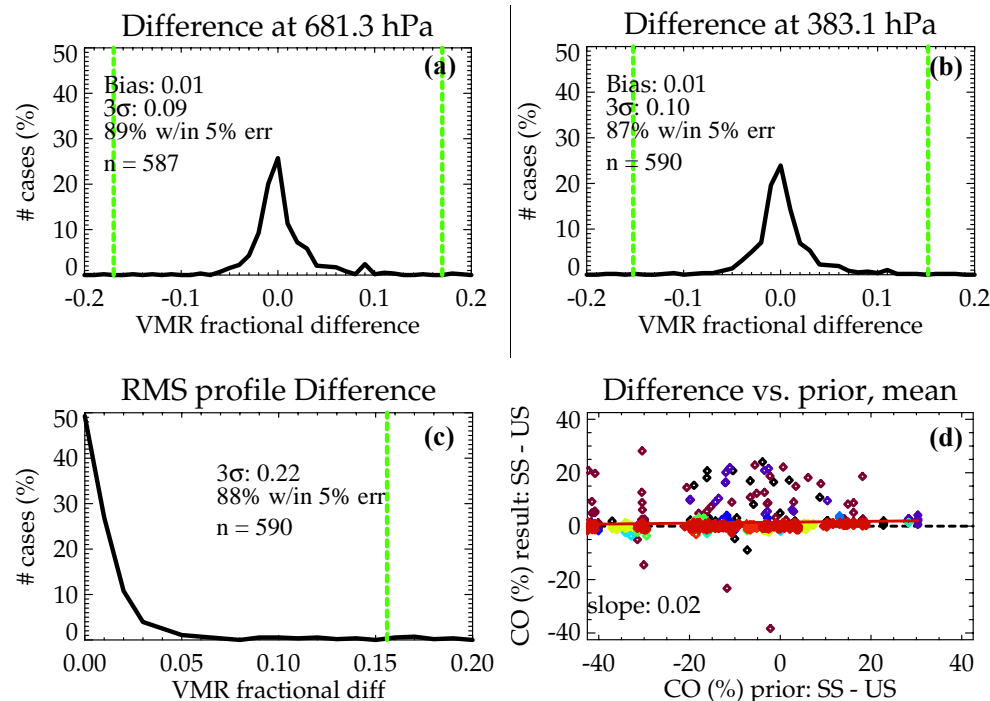 Difference at 681.3 hPa
(a)
Bias: 0.01
3σ: 0.09
89% w/in 5% err
n = 587
# cases (%)
50
40
30
20
10
0
-0.2
-0.1
0.0
0.1
0.2
VMR fractional difference
Difference at 383.1 hPa
(b)
Bias: 0.01
3σ: 0.10
87% w/in 5% err
n = 590
# cases (%)
50
40
30
20
10
0
-0.2
-0.1
0.0
0.1
0.2
VMR fractional difference
RMS profile Difference
(c)
3σ: 0.22
88% w/in 5% err
n = 590
# cases (%)
50
40
30
20
10
0
0.00
0.05
0.10
0.15
0.20
VMR fractional diff
Difference vs. prior, mean
(d)
CO (%) result: SS - US
40
20
0
-20
-40
slope: 0.02
-40
-20
0
20
40
CO (%) prior: SS - US